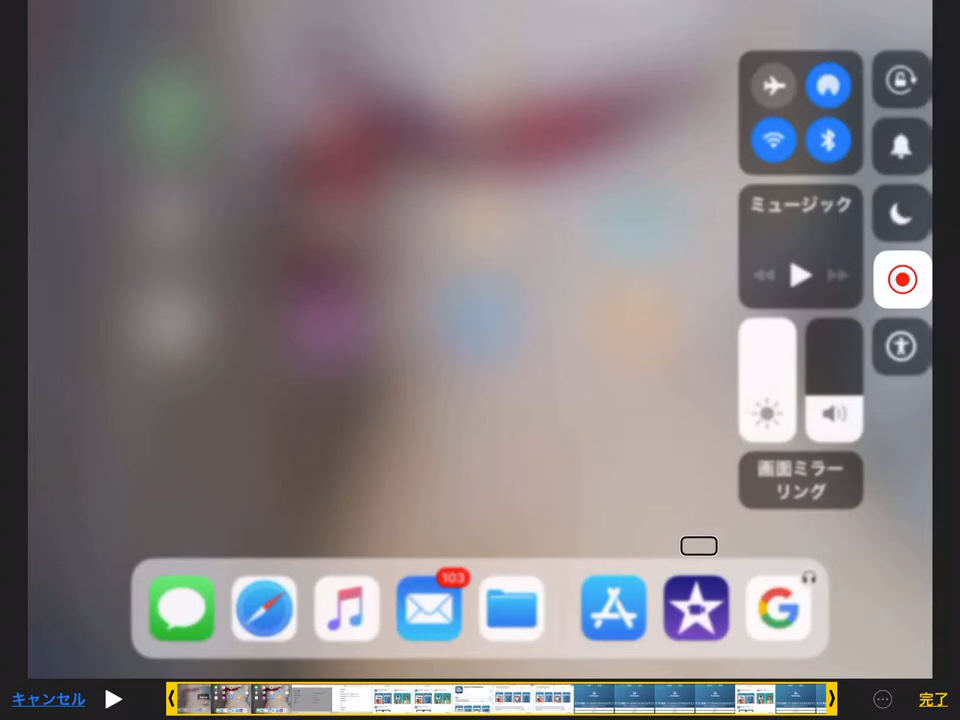 ミュージック
画面ミラー
リング
103
キャンセル
完了